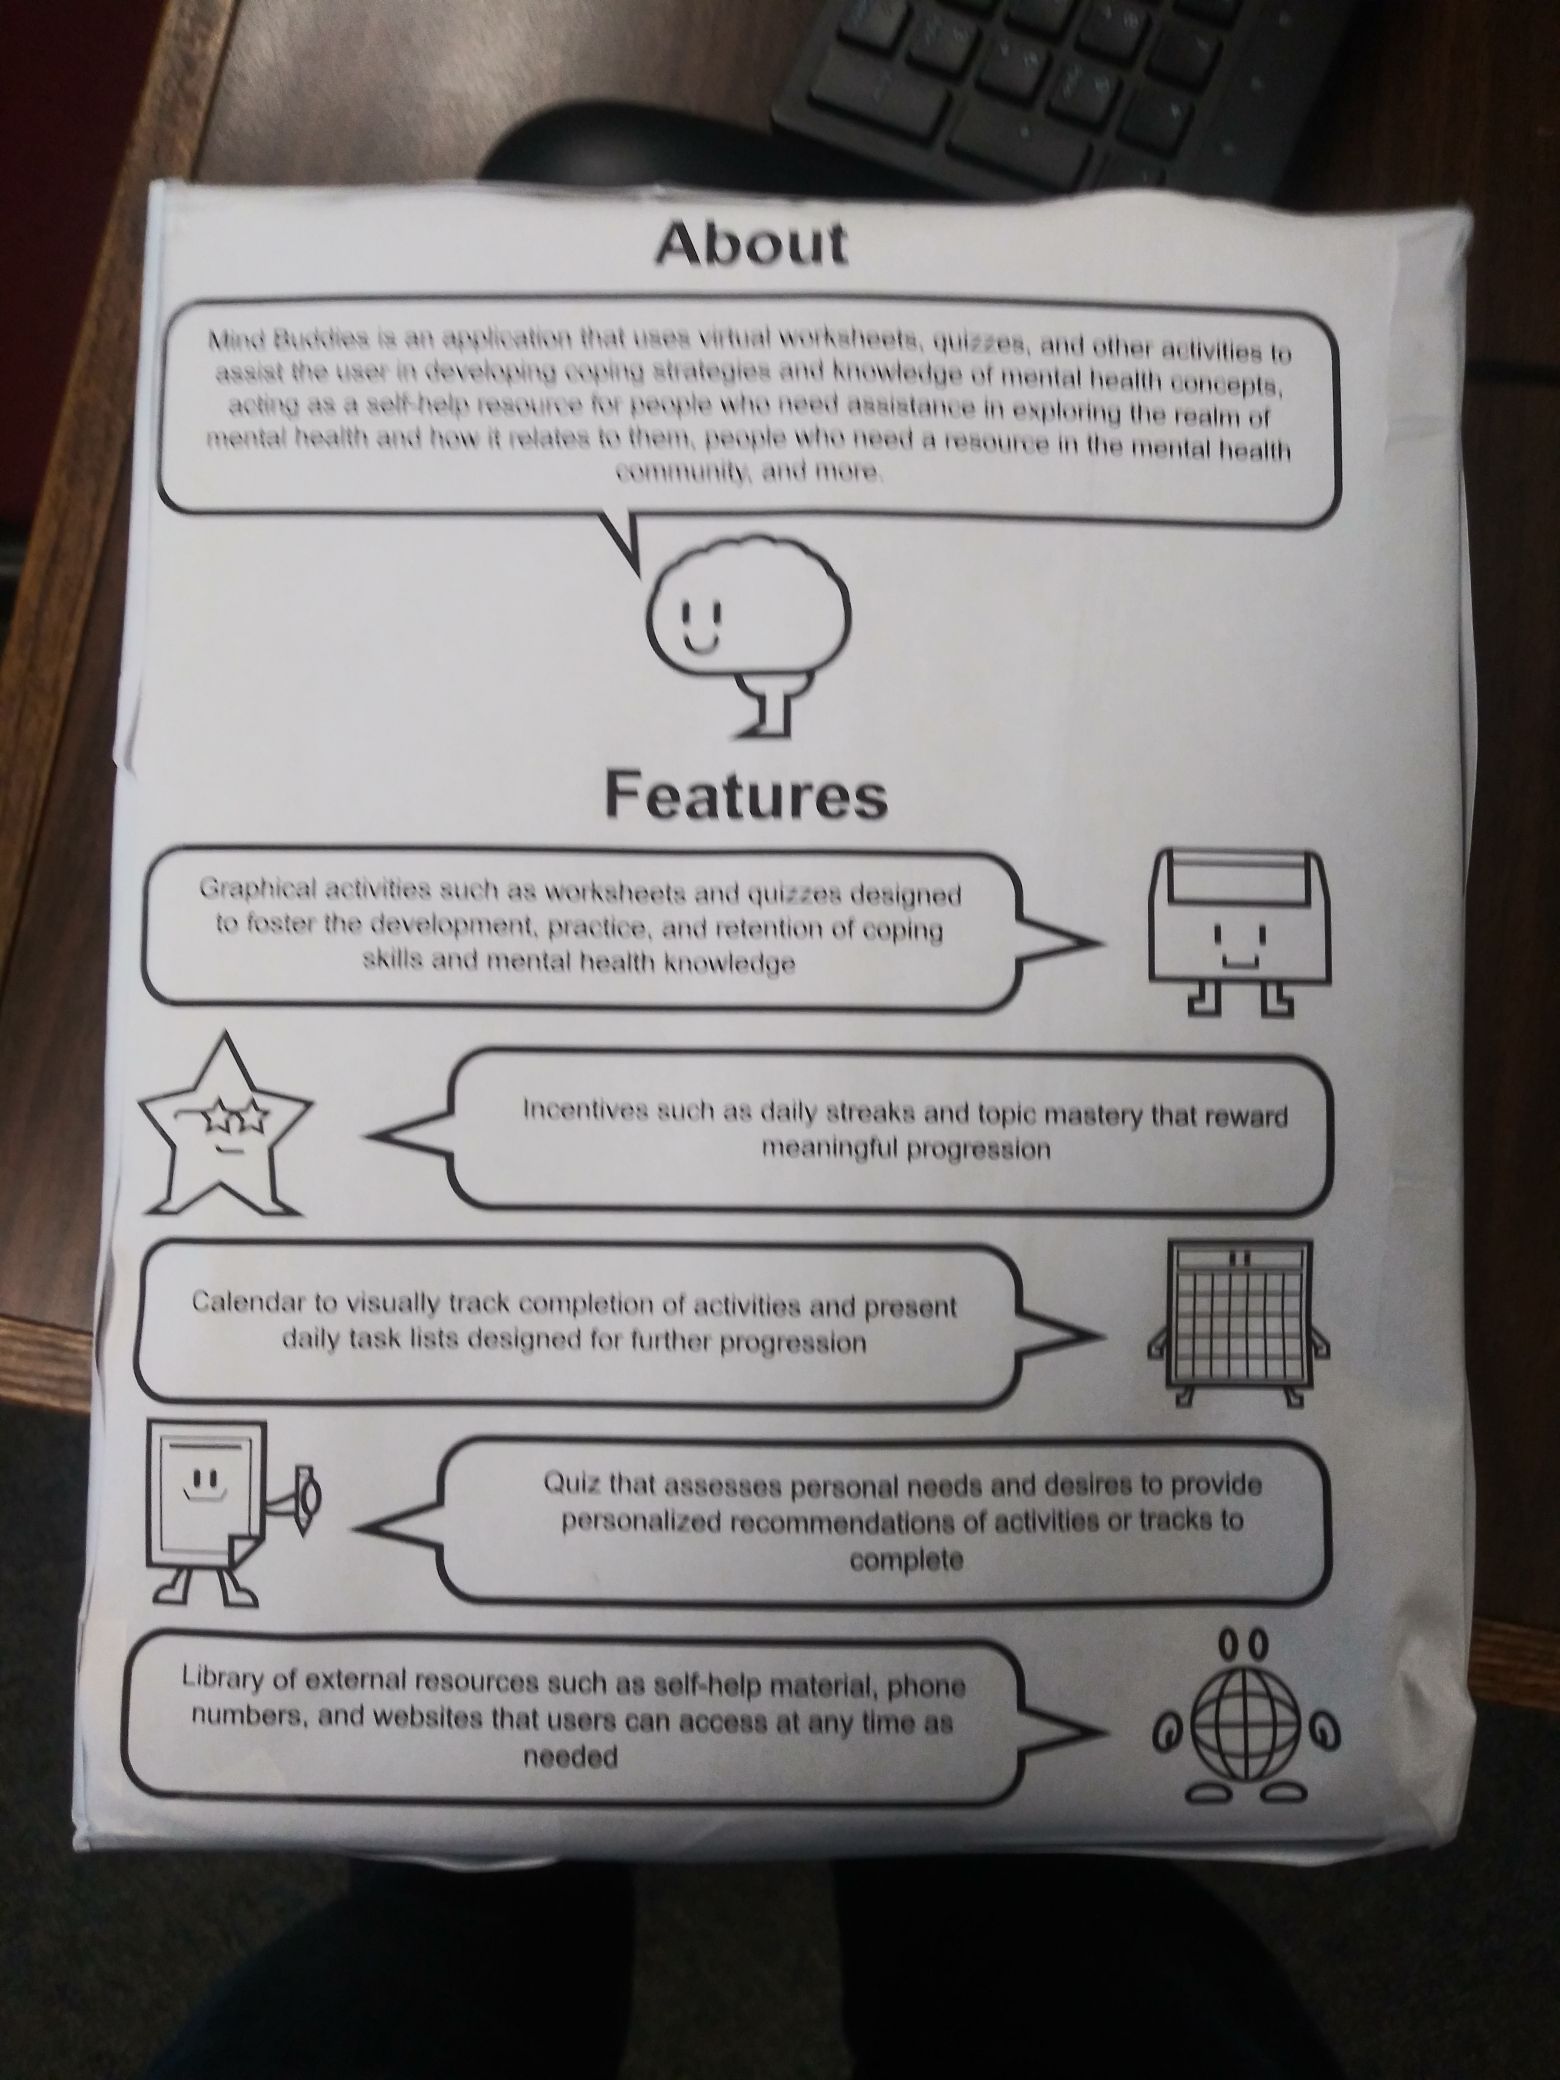 About
Mind Buddies is an application that uses virtual worksheets, quizzes, and other activities to
assist the user in developing coping strategies and knowledge of mental health concepts,
acting as a self-help resource for people who need assistance in exploring the realm of
mental health and how it relates to them, people who need a resource in the mental health
community, and more.
Features
Graphical activities such as worksheets and quizzes designed
to foster the development, practice, and retention of coping
skills and mental health knowledge
Incentives such as daily streaks and topic mastery that reward
meaningful progression
Calendar to visually track completion of activities and present
daily task lists designed for further progression
Quiz that assesses personal needs and desires to provide
personalized recommendations of activities or tracks to
complete
Library of external resources such as self-help material, phone
numbers, and websites that users can access at any time as
needed